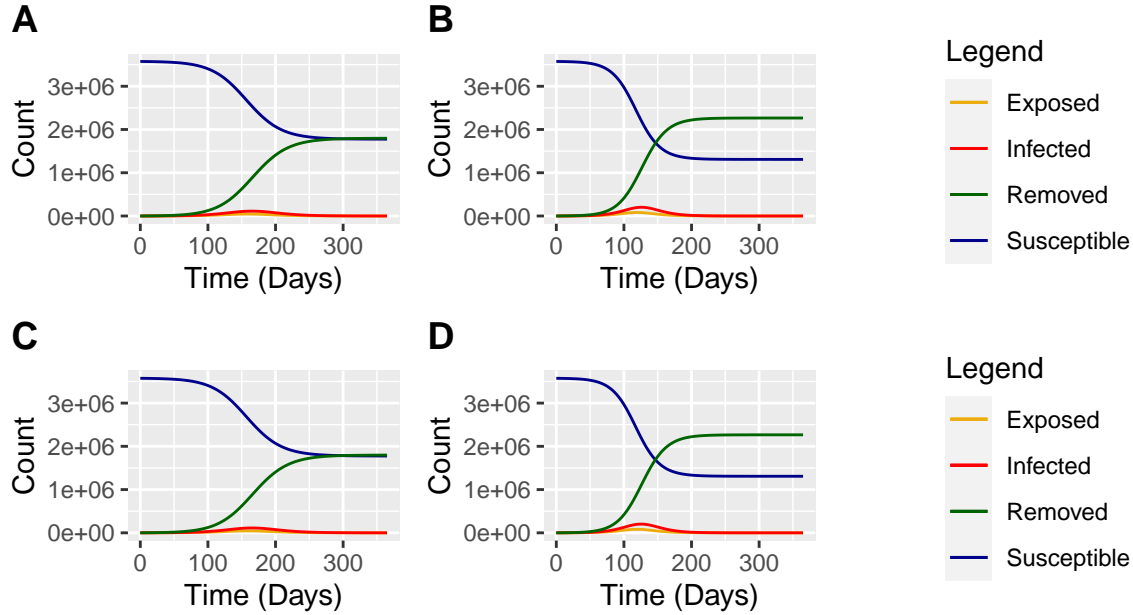 A
Count
3e+06
2e+06
1e+06
0e+00
0 100 200 300
Time (Days)
B
Count
3e+06
2e+06
1e+06
0e+00
0 100 200 300
Time (Days)
Legend
Exposed
Infected
Removed
Susceptible
C
Count
3e+06
2e+06
1e+06
0e+00
0 100 200 300
Time (Days)
D
Count
3e+06
2e+06
1e+06
0e+00
0 100 200 300
Time (Days)
Legend
Exposed
Infected
Removed
Susceptible